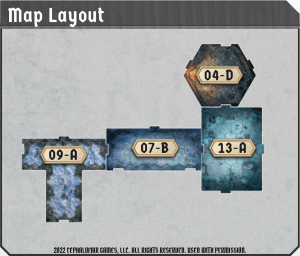 Map Layout
04-D
09-A
07-B
13-A
2022 CEPHALOFAIR GAMES, LLC. ALL RIGHTS RESERVED. USED WITH PERMISSION.